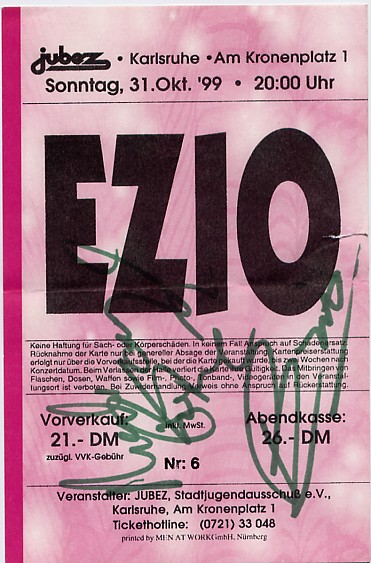 jubez • Karlsruhe • Am Kronenplatz 1
Sonntag, 31.Okt. '99 • 20:00 Uhr
EZIO
Keine Haftung für Sach- oder Körperschäden. In keinem Fall Anspruch auf Schadenersatz.
Rücknahme der Karte nur bei genereller Absage der Veranstaltung. Kartenpreiserstattung
erfolgt nur über die Vorverkaufsstelle, bei der die Karte gekauft wurde, bis zwei Wochen nach
Konzertdatum. Beim Verlassen der Halle verliert die Karte ihre Gültigkeit. Das Mitbringen von
Flaschen, Dosen, Waffen sowie Film-, Photo-, Tonband-, Videogeräten in den Veranstal-
tungsort ist verboten. Bei Zuwiderhandlung Verweis ohne Anspruch auf Rückerstattung.
Vorverkauf:
21.- DM
zuzügl. VVK-Gebühr
inkl. MwSt.
Nr: 6
Abendkasse:
26.- DM
Veranstalter: JUBEZ, Stadtjugendausschuß e.V.,
Karlsruhe, Am Kronenplatz 1
Tickethotline: (0721) 33 048
printed by MEN AT WORKGmbH, Nürnberg